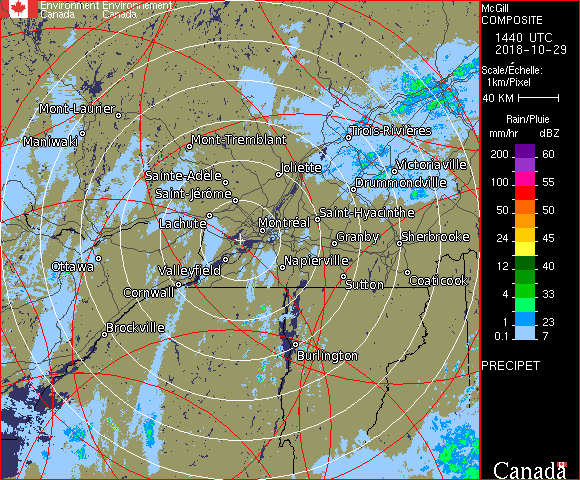 Environment Environnement
Canada Canada
Mont-Laurier
Maniwaki
Mont-Tremblant
Trois-Rivières
Joliette
Victoriaville
Sainte-Adèle
Drummondville
Saint-Jérôme
Saint-Hyacinthe
Lachute
Montréal
Granby
Sherbrooke
Ottawa
Valleyfield
Napierville
Cornwall
Sutton
Coaticook
Brockville
Burlington
McGill
COMPOSITE
1440 UTC
2018-10-29
Scale/Échelle:
1km/Pixel
40 KM
Rain/Pluie
mm/hr dBZ
200 60
100 55
50 50
24 45
12 40
4 33
1 23
0.1 7
PRECIPET
Canada